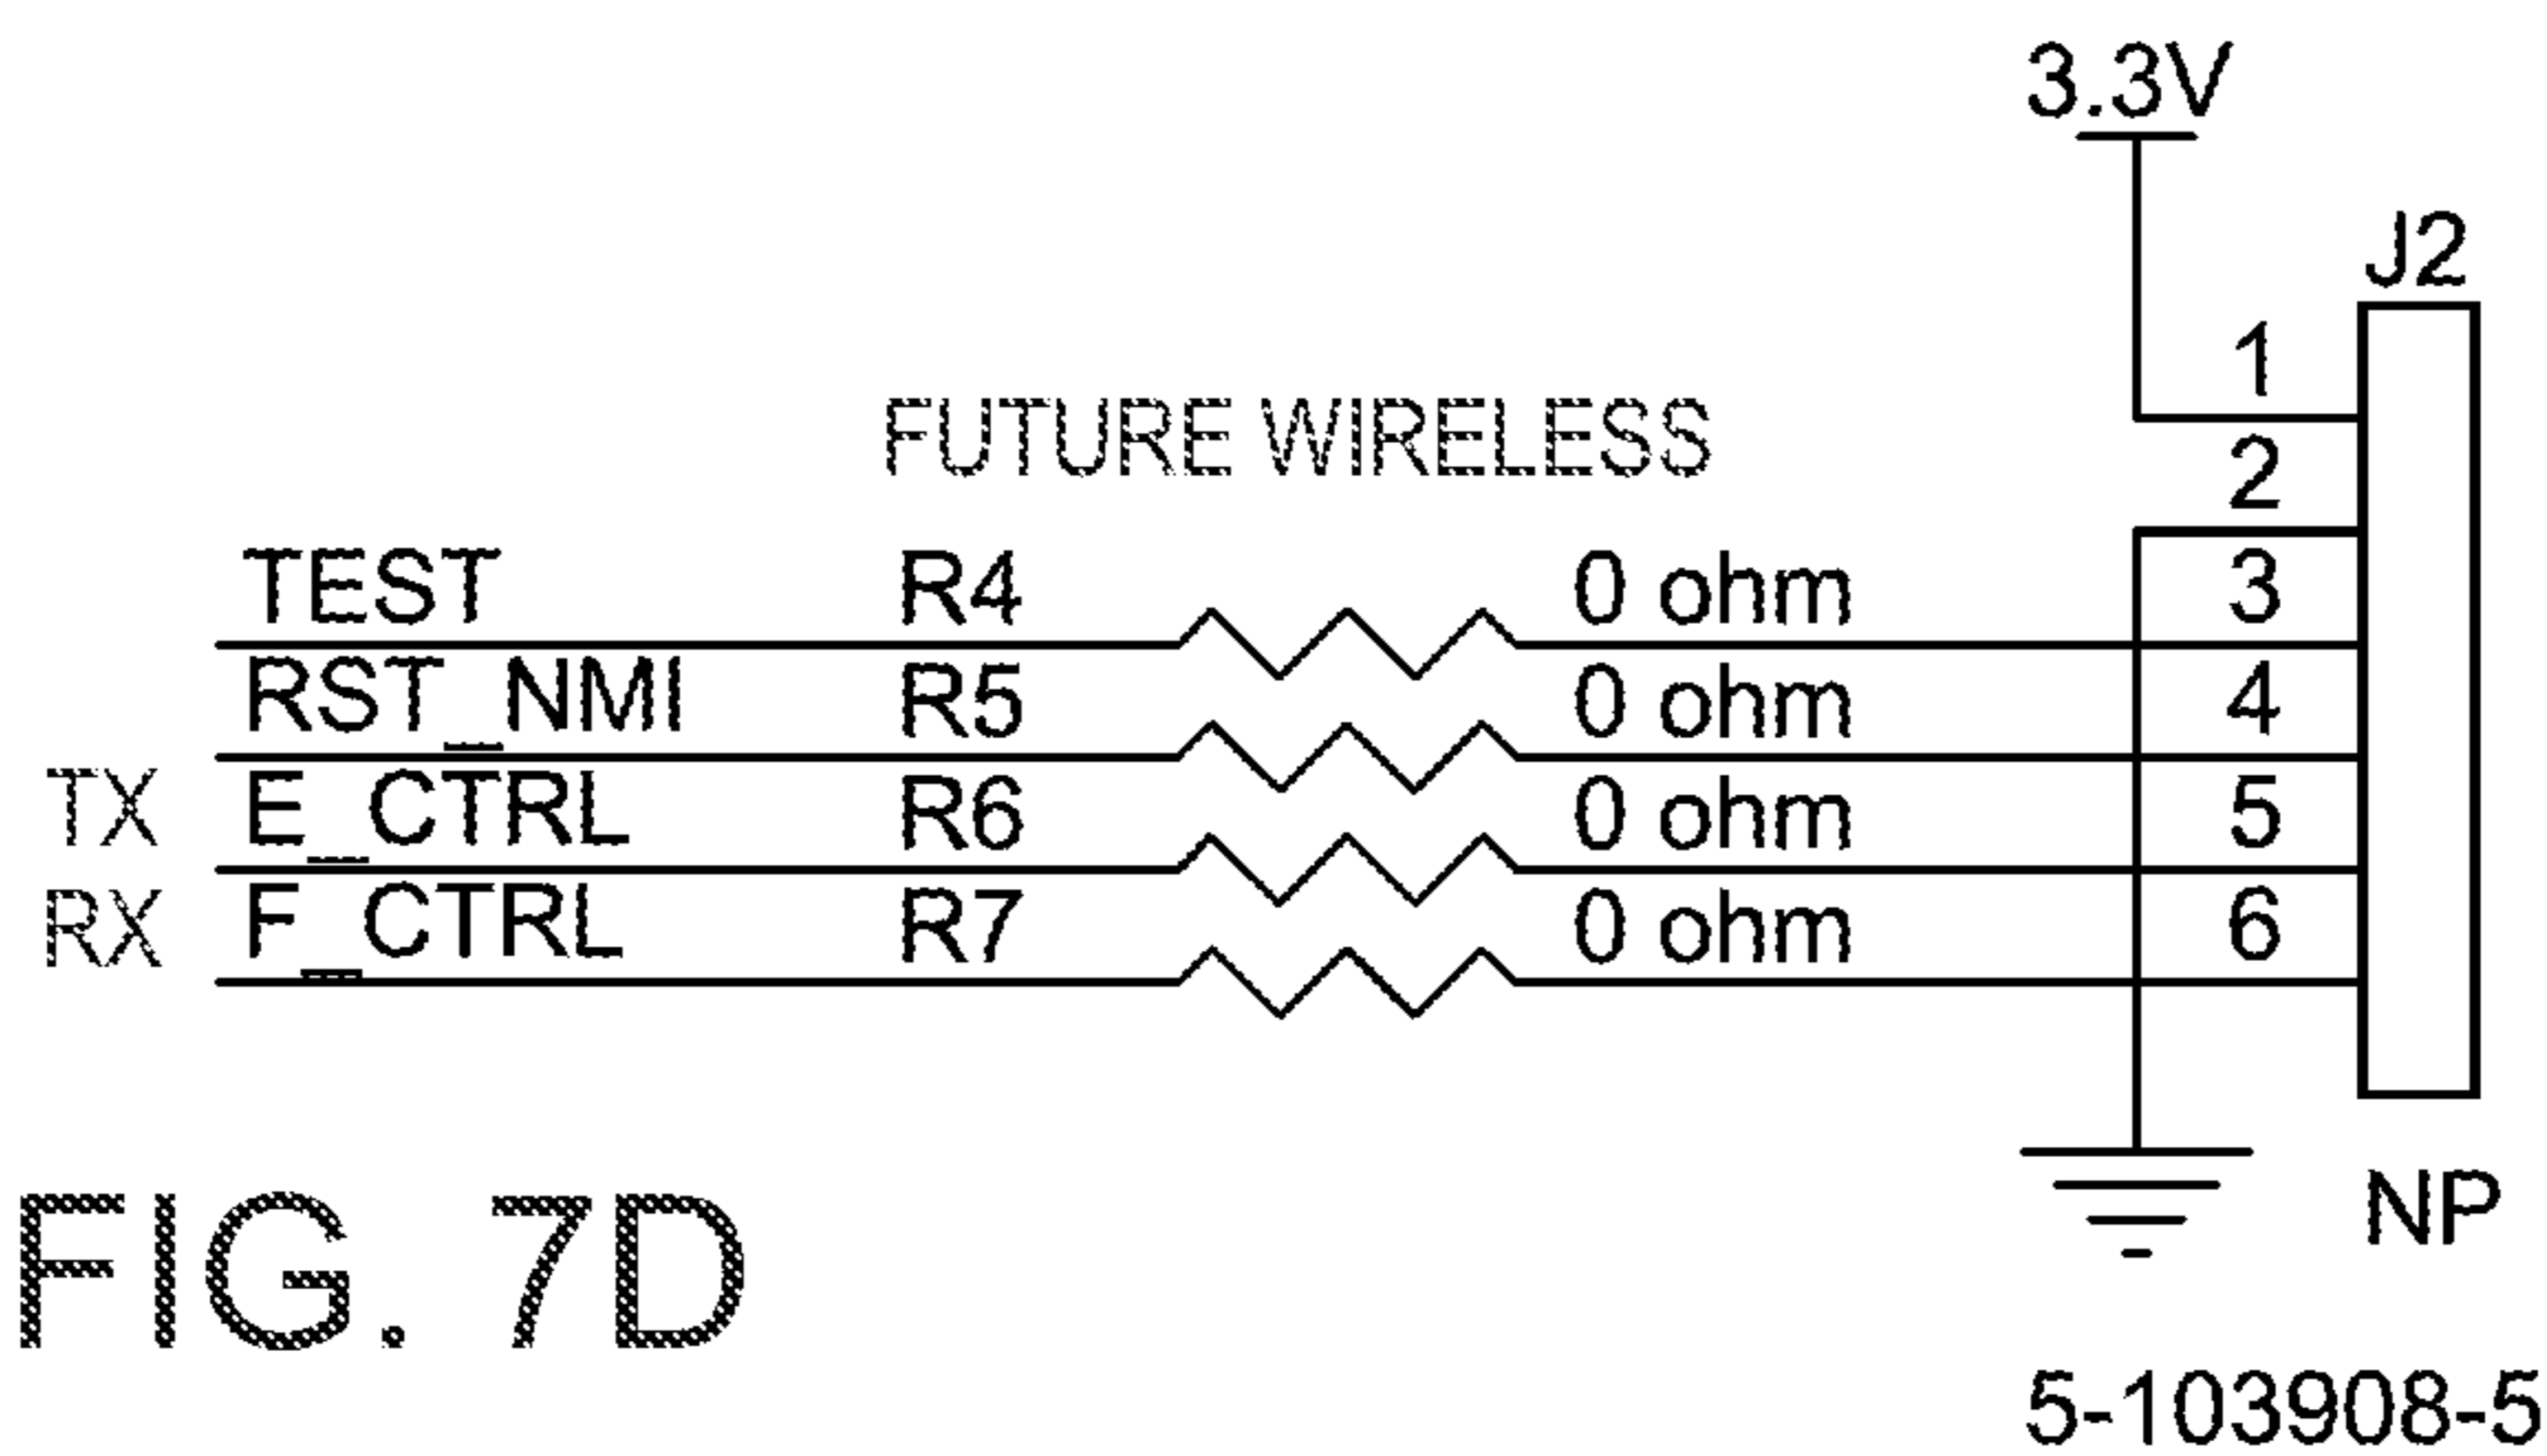 3.3V
J2
1
FUTURE WIRELESS
2
TEST R4 0 ohm 3
RST_NMI R5 0 ohm 4
TX E_CTRL R6 0 ohm 5
RX F_CTRL R7 0 ohm 6
NP
FIG. 7D
5-103908-5